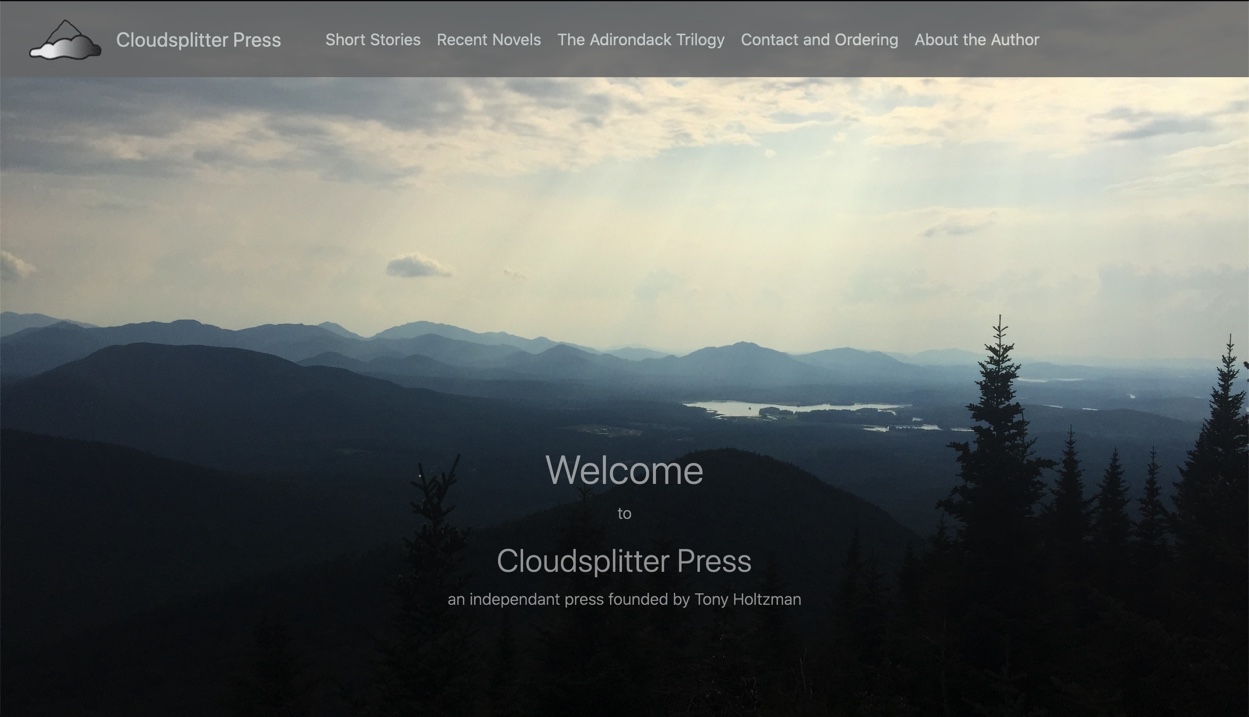 Cloudsplitter Press Short Stories Recent Novels The Adirondack Trilogy Contact and Ordering About the Author
Welcome
to
Cloudsplitter Press
an independant press founded by Tony Holtzman